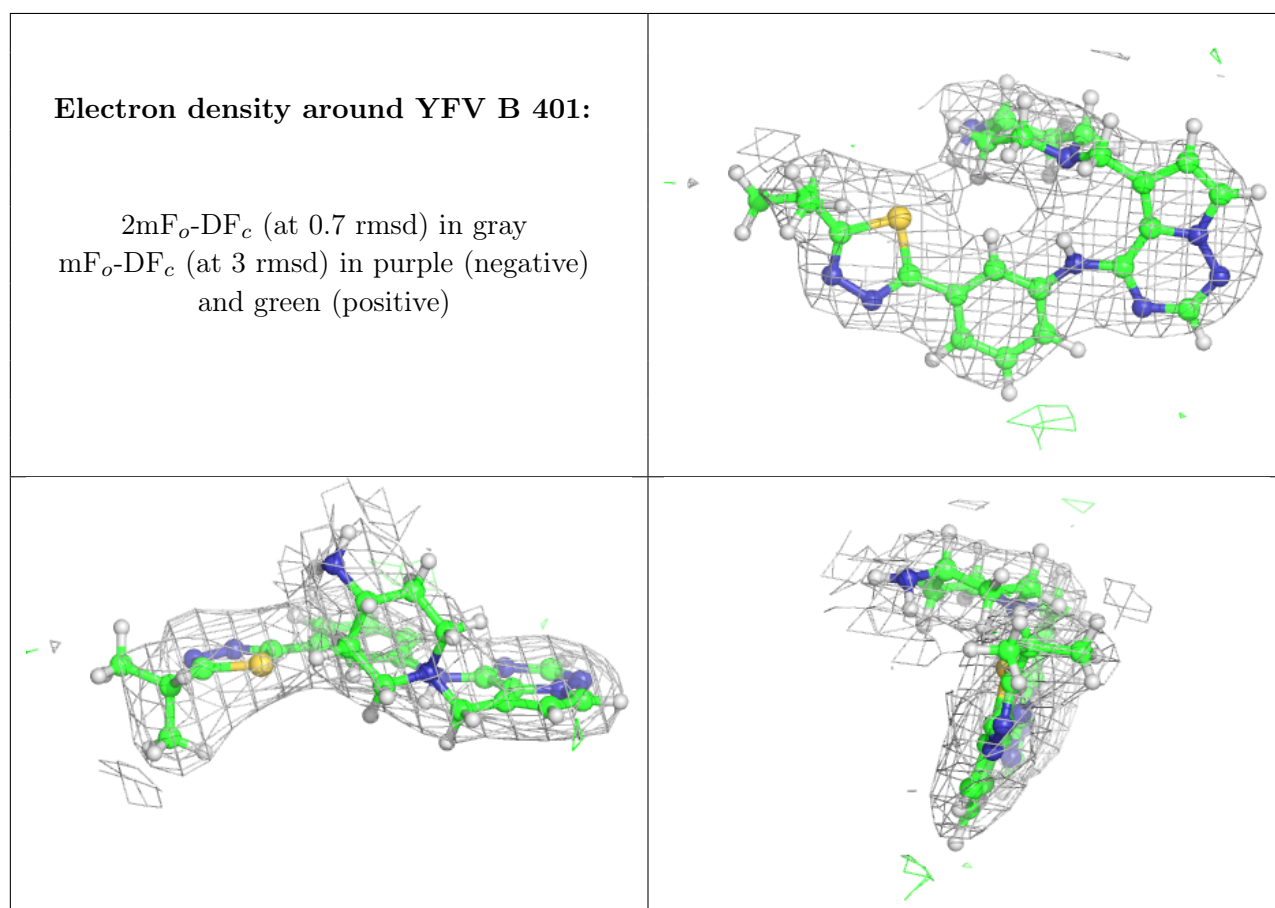 Electron density around YFV B 401:
2mFₒ-DF𝒸 (at 0.7 rmsd) in gray
mFₒ-DF𝒸 (at 3 rmsd) in purple (negative)
and green (positive)